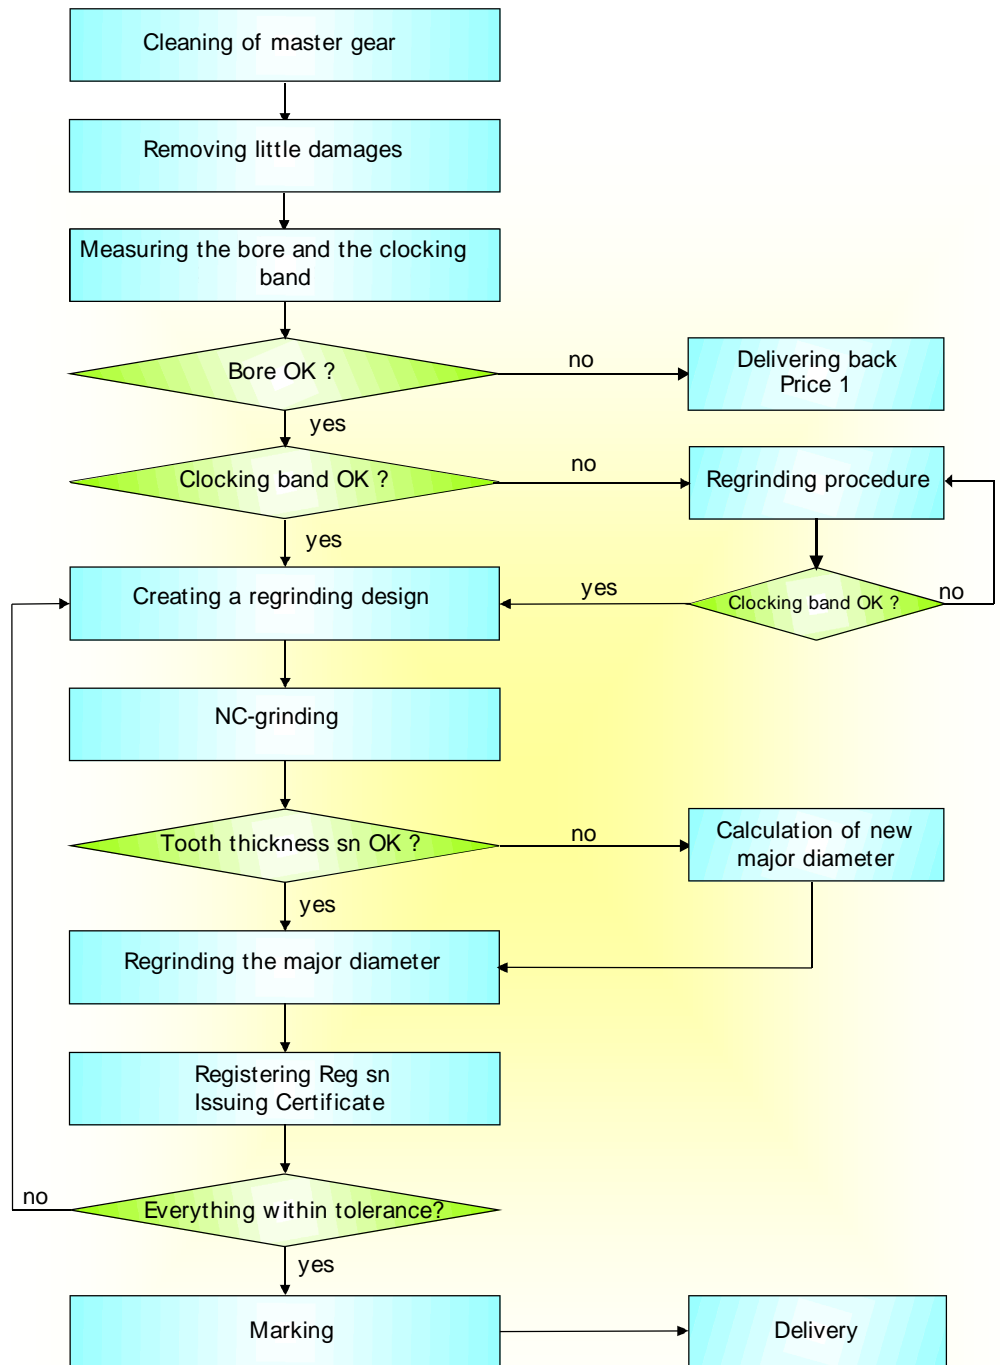 Cleaning of master gear
Removing little damages
Measuring the bore and the clocking
band
Bore OK ?
no
Delivering back
Price 1
yes
Clocking band OK ?
no
Regrinding procedure
yes
Creating a regrinding design
yes
Clocking band OK ?
no
NC-grinding
Tooth thickness sn OK ?
no
Calculation of new
major diameter
yes
Regrinding the major diameter
Registering Reg sn
Issuing Certificate
no
Everything within tolerance?
yes
Marking
Delivery